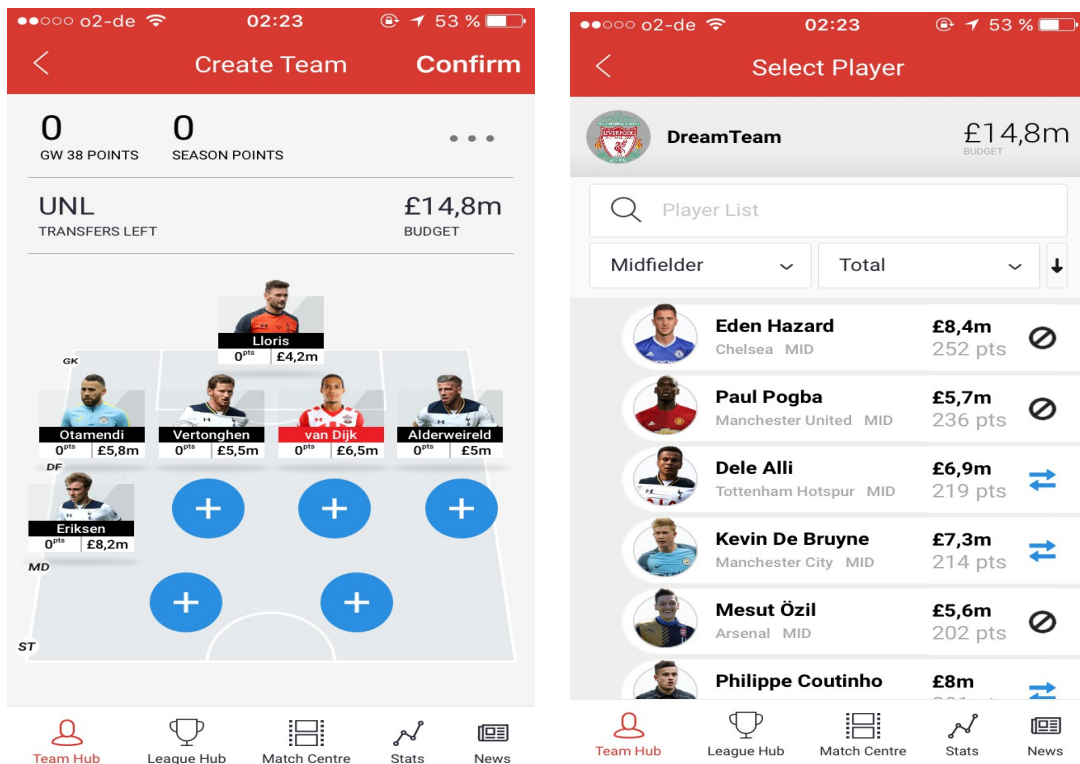 o2-de 02:23 53 %
Create Team Confirm
0 0
GW 38 POINTS SEASON POINTS
UNL £14,8m
TRANSFERS LEFT BUDGET
Lloris
0pts £4,2m
GK
Otamendi Vertonghen van Dijk Alderweireld
0pts £5,8m 0pts £5,5m 0pts £6,5m 0pts £5m
DF
Eriksen
0pts £8,2m
MD
ST
Team Hub League Hub Match Centre Stats News
o2-de 02:23 53 %
Select Player
DreamTeam £14,8m
BUDGET
Player List
Midfielder Total
Eden Hazard £8,4m
Chelsea MID 252 pts
Paul Pogba £5,7m
Manchester United MID 236 pts
Dele Alli £6,9m
Tottenham Hotspur MID 219 pts
Kevin De Bruyne £7,3m
Manchester City MID 214 pts
Mesut Özil £5,6m
Arsenal MID 202 pts
Philippe Coutinho £8m
Team Hub League Hub Match Centre Stats News